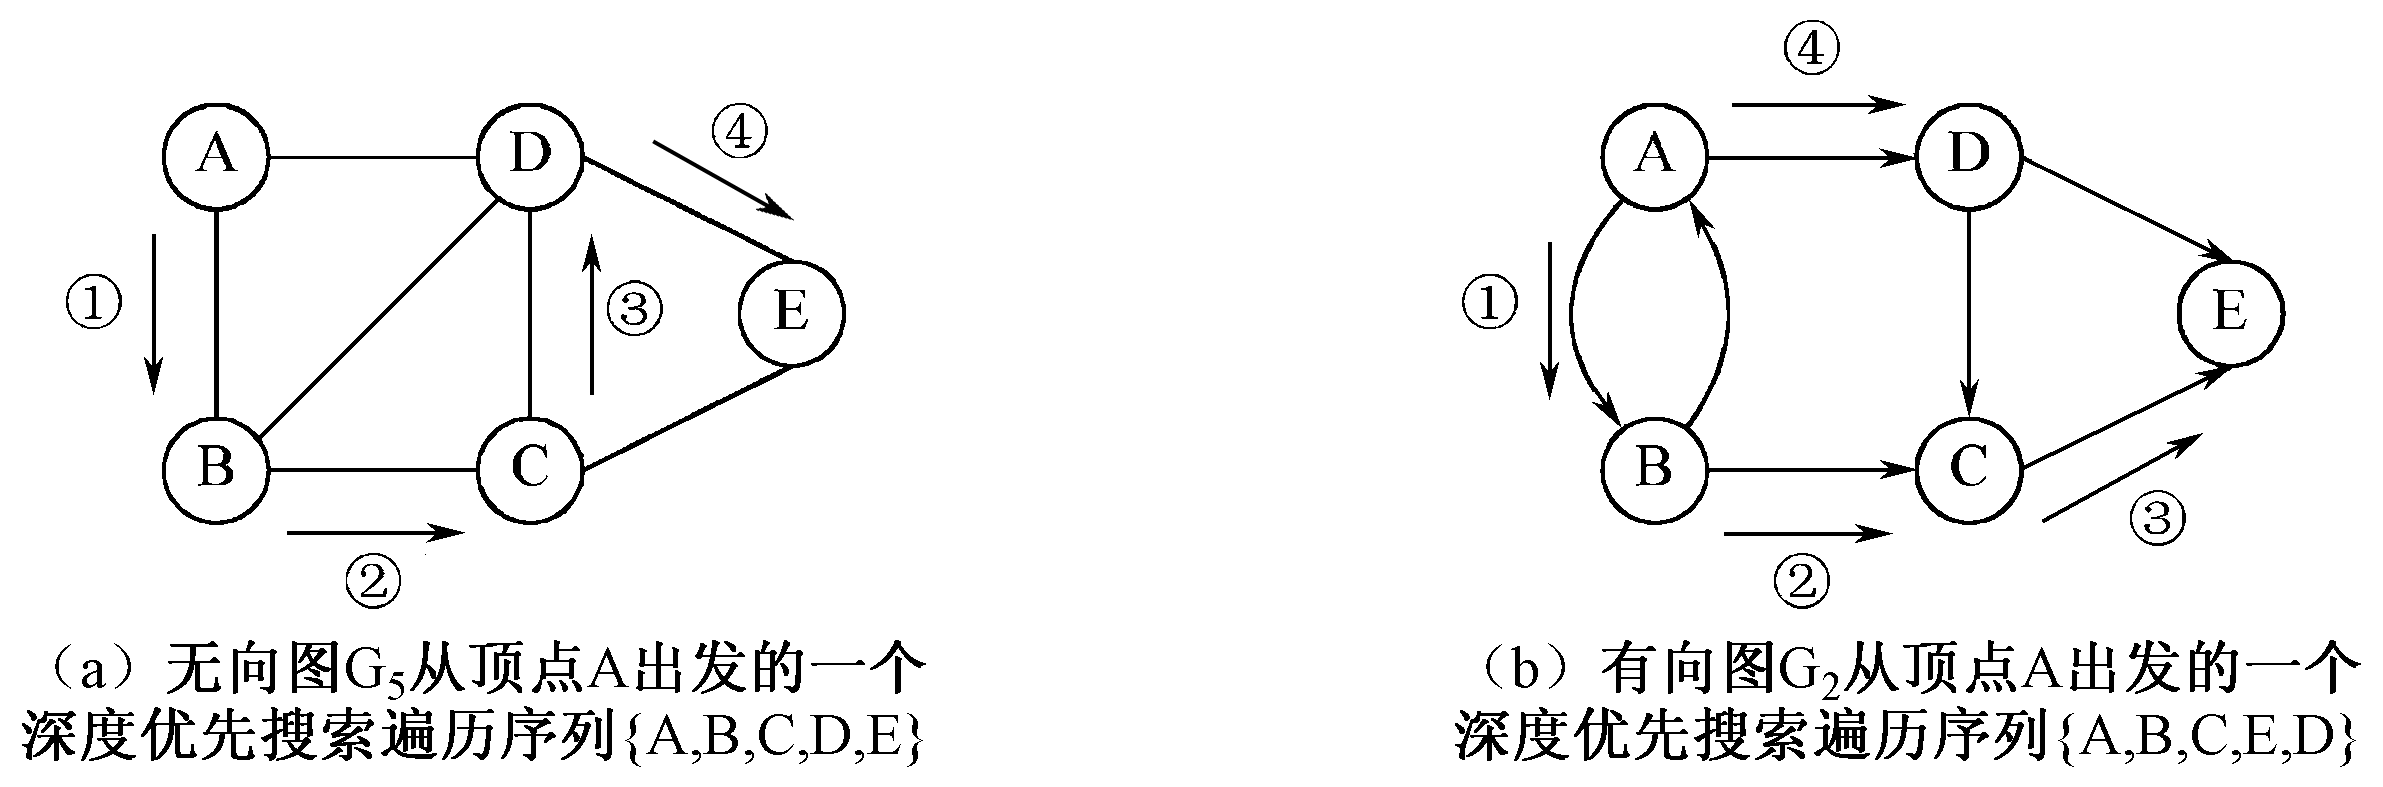 ④
A D ④
A D
① ③ E
① E
B C
B C ③
② ②
（a）无向图G₅从顶点A出发的一个
深度优先搜索遍历序列{A,B,C,D,E}
（b）有向图G₂从顶点A出发的一个
深度优先搜索遍历序列{A,B,C,E,D}